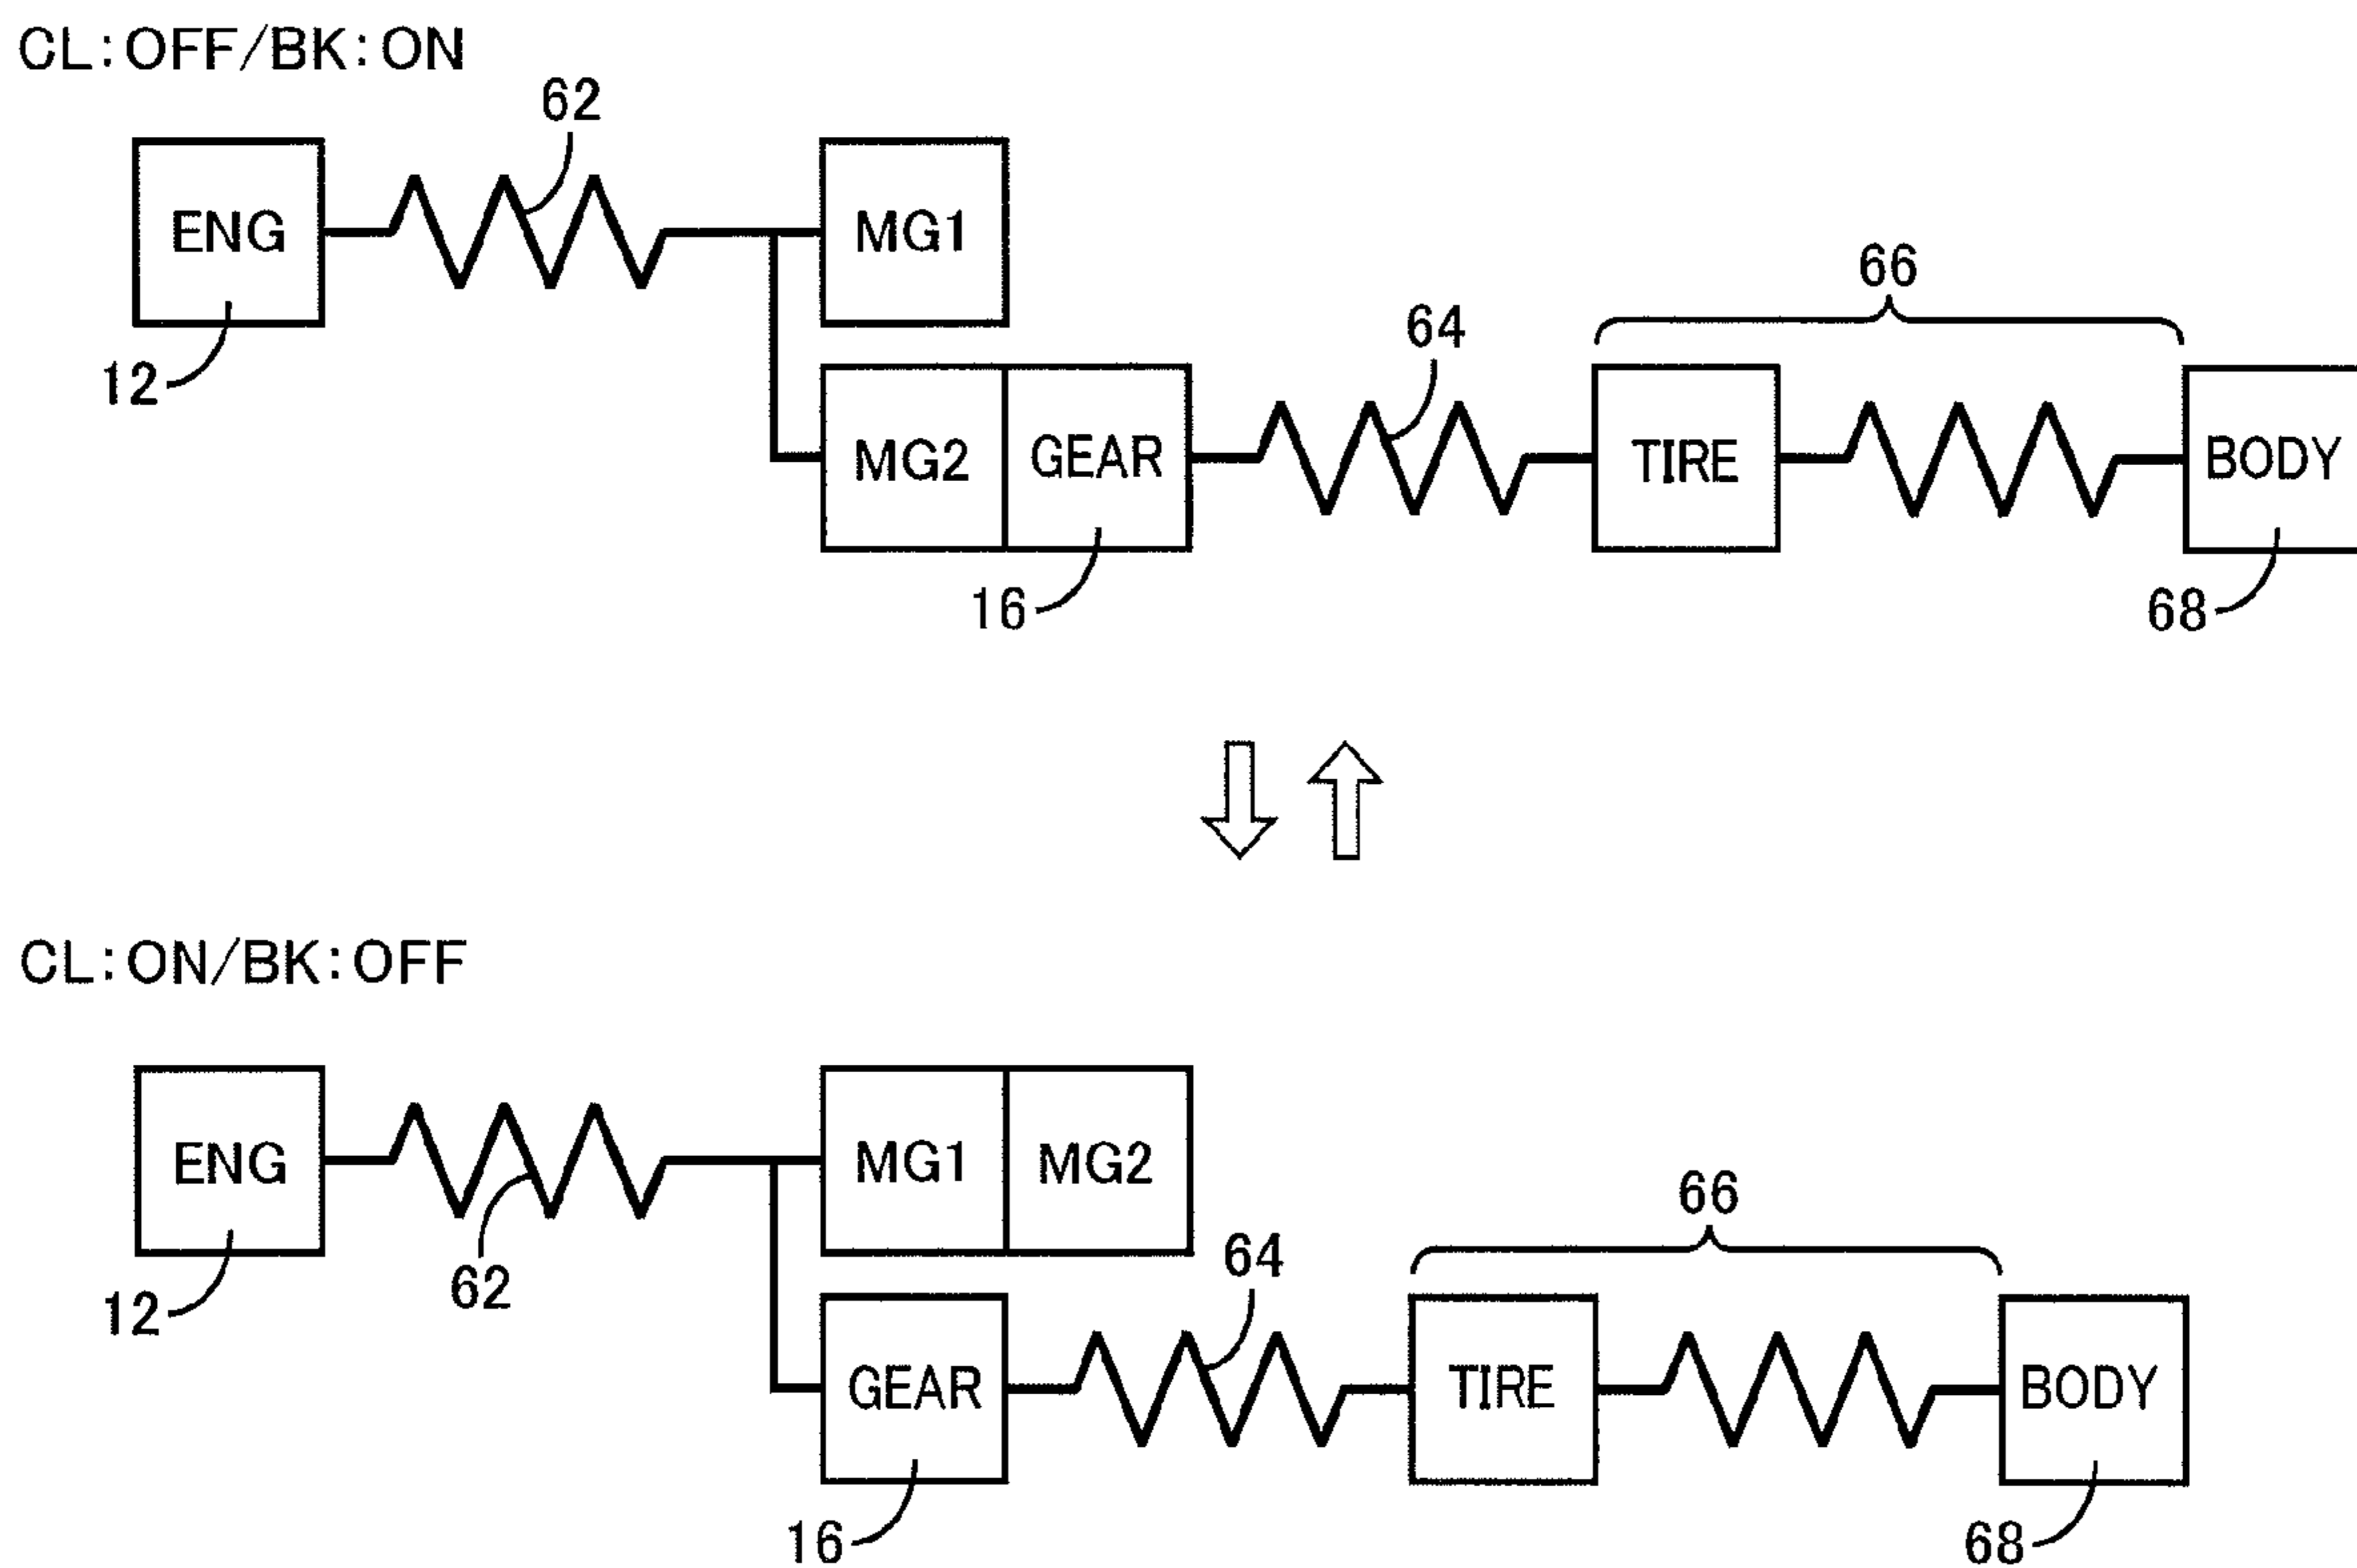 CL:OFF/BK:ON
62
ENG
MG1
66
64
12
MG2
GEAR
TIRE
BODY
16
68
CL:ON/BK:OFF
ENG
MG1
MG2
66
64
62
12
GEAR
TIRE
BODY
16
68